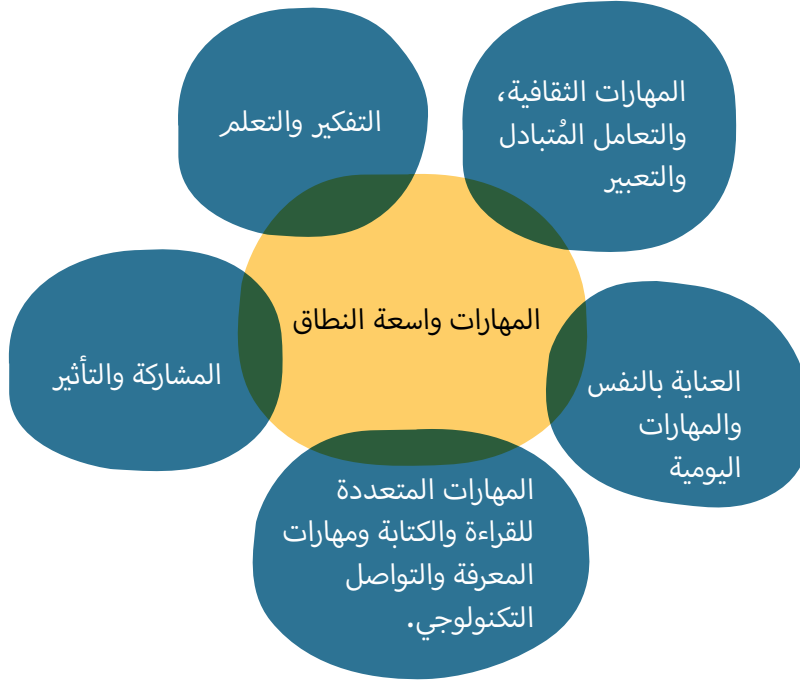 المهارات الثقافية،
والتعامل المُتبادل
والتعبير
التفكير والتعلم
المهارات واسعة النطاق
العناية بالنفس
والمهارات
اليومية
المشاركة والتأثير
المهارات المتعددة
للقراءة والكتابة ومهارات
المعرفة والتواصل
التكنولوجي.